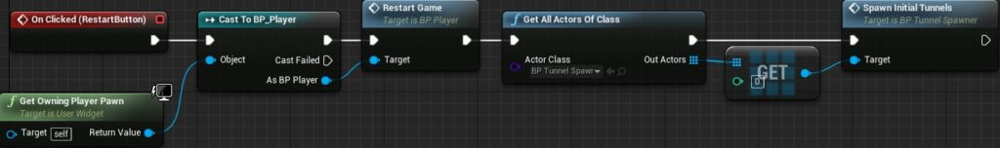 On Clicked (RestartButton)
Cast To BP_Player
Object
Cast Failed
As BP Player
Get Owning Player Pawn
Target is User Widget
Target self
Return Value
Restart Game
Target is BP Player
Target
Get All Actors Of Class
Actor Class
BP Tunnel Spawr
Out Actors
GET
0
Spawn Initial Tunnels
Target is BP Tunnel Spawner
Target